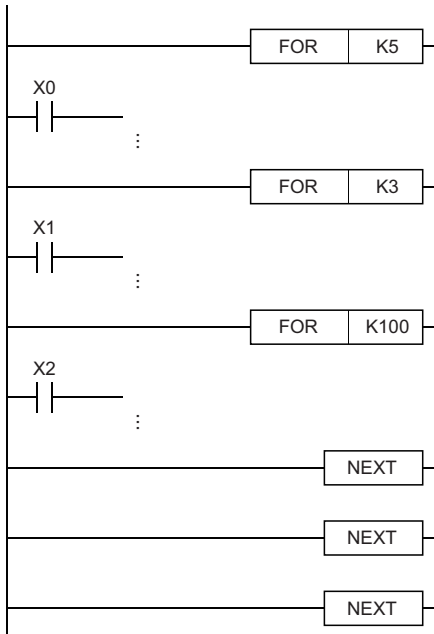 FOR K5
X0
⋮
FOR K3
X1
⋮
FOR K100
X2
⋮
NEXT
NEXT
NEXT